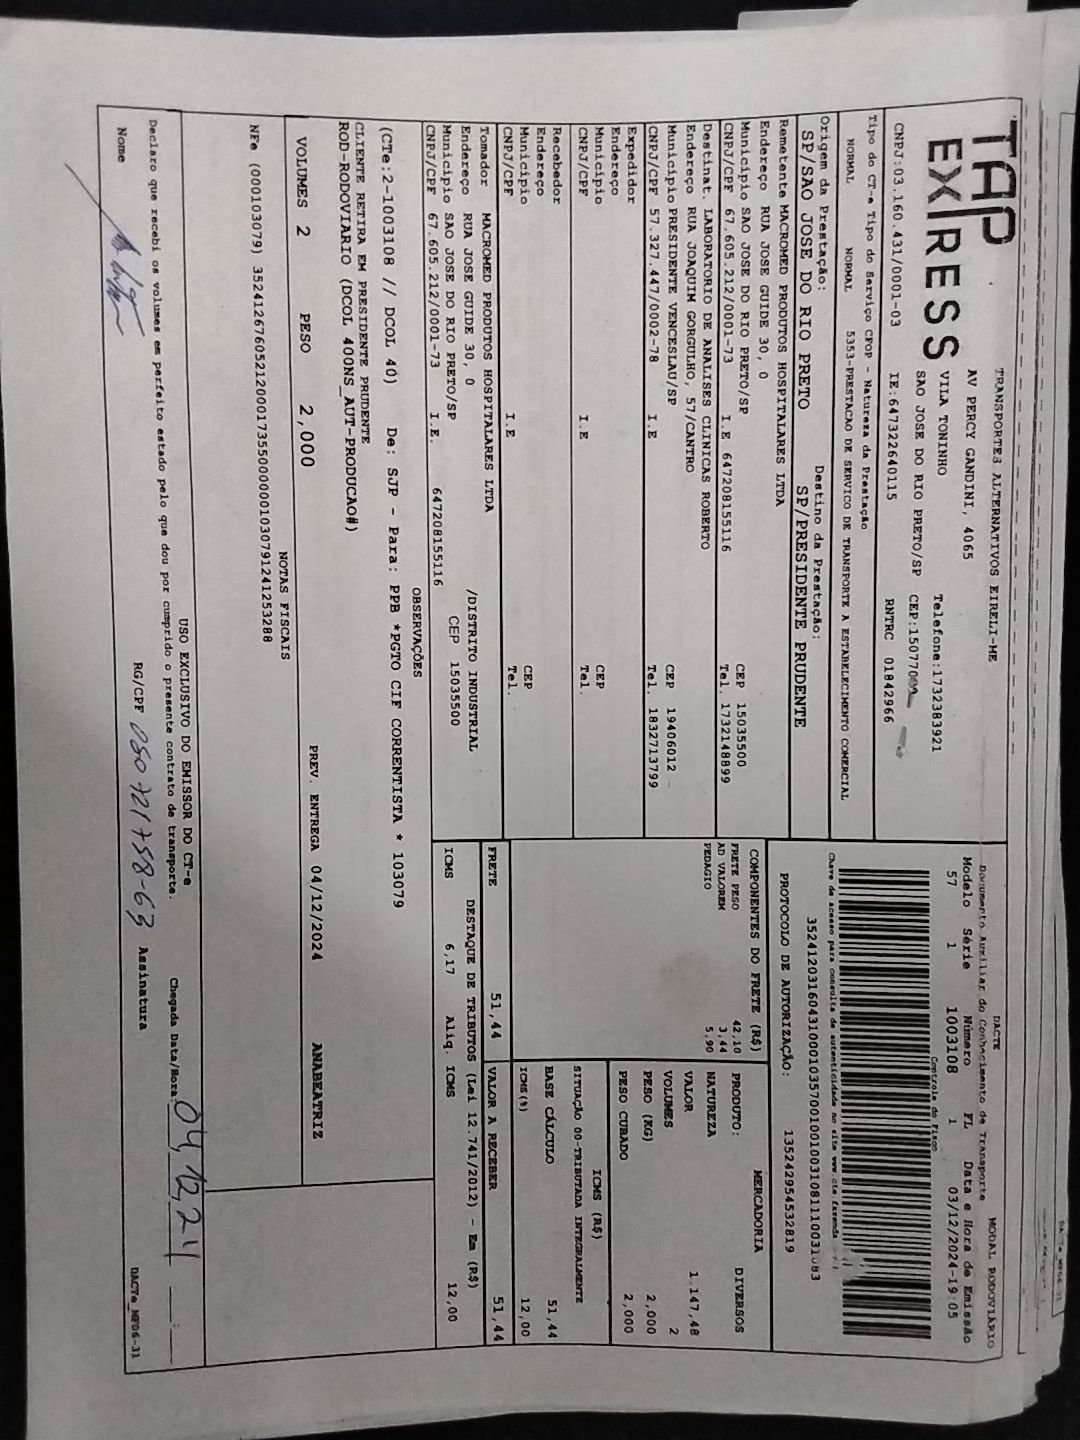 TAP
EXPRESS
TRANSPORTES ALTERNATIVOS EIRELI-ME
AV PERCY GANDINI, 4065
VILA TONINHO
SAO JOSE DO RIO PRETO/SP
Telefone:1732383921
CEP:15077
CNPJ:03.160.431/0001-03
IE:647322640115
RNTRC 01842966
DACTE
Documento Auxiliar do Conhecimento de Transporte
MODAL RODOVIÁRIO
Modelo Série Número FL Data e Hora de Emissão
57 1 1003108 1 03/12/2024-19:05
Controle do Fisco
Chave de acesso para consulta de autenticidade no site www.cte.fazenda
PROTOCOLO DE AUTORIZAÇÃO: 135242954532819
Tipo do CT-e Tipo do Serviço CFOP - Natureza da Prestação
NORMAL NORMAL 5353-PRESTACAO DE SERVICO DE TRANSPORTE A ESTABELECIMENTO COMERCIAL
Origem da Prestação:
SP/SAO JOSE DO RIO PRETO
Destino da Prestação:
SP/PRESIDENTE PRUDENTE
Remetente MACROMED PRODUTOS HOSPITALARES LTDA
Endereço RUA JOSE GUIDE 30, 0
Município SAO JOSE DO RIO PRETO/SP CEP 15035500
CNPJ/CPF 67.605.212/0001-73 I.E 647208155116 Tel. 1732148899
Destinat. LABORATORIO DE ANALISES CLINICAS ROBERTO
Endereço RUA JOAQUIM GORGULHO, 57/CANTRO
Município PRESIDENTE VENCESLAU/SP CEP 19406012
CNPJ/CPF 57.327.447/0002-78 I.E Tel. 1832713799
Expedidor
Endereço
Município CEP
CNPJ/CPF I.E Tel.
Recebedor
Endereço
Município CEP
CNPJ/CPF I.E Tel.
Tomador MACROMED PRODUTOS HOSPITALARES LTDA
Endereço RUA JOSE GUIDE 30, 0 /DISTRITO INDUSTRIAL
Município SAO JOSE DO RIO PRETO/SP CEP 15035500
CNPJ/CPF 67.605.212/0001-73 I.E. 647208155116
COMPONENTES DO FRETE (R$)
FRETE PESO 42,10
AD VALOREM 3,44
PEDAGIO 5,90
MERCADORIA
PRODUTO: DIVERSOS
NATUREZA
VALOR 1.147,48
VOLUMES 2
PESO (KG) 2,000
PESO CUBADO 2,000
ICMS (R$)
SITUAÇÃO 00-TRIBUTADA INTEGRALMENTE
BASE CÁLCULO 51,44
ICMS(%) 12,00
FRETE 51,44 VALOR A RECEBER 51,44
DESTAQUE DE TRIBUTOS (Lei 12.741/2012) - Em (R$)
ICMS 6,17 Aliq. ICMS 12,00
OBSERVAÇÕES
(CTe:2-1003108 // DCOL 40) De: SJP - Para: PPB *PGTO CIF CORRENTISTA * 103079
CLIENTE RETIRA EM PRESIDENTE PRUDENTE
ROD-RODOVIARIO (DCOL 400NS_AUT-PRODUCAO#)
VOLUMES 2 PESO 2,000 PREV. ENTREGA 04/12/2024 ANABEATRIZ
NOTAS FISCAIS
NFe (000103079) 35241267605212000173550000001030791241253288
USO EXCLUSIVO DO EMISSOR DO CT-e
Declaro que recebi os volumes em perfeito estado pelo que dou por cumprido o presente contrato de transporte.
Chegada Data/Hora: 04,12,24
Nome RG/CPF 050721758-63 Assinatura
DACTe_MFD6-31